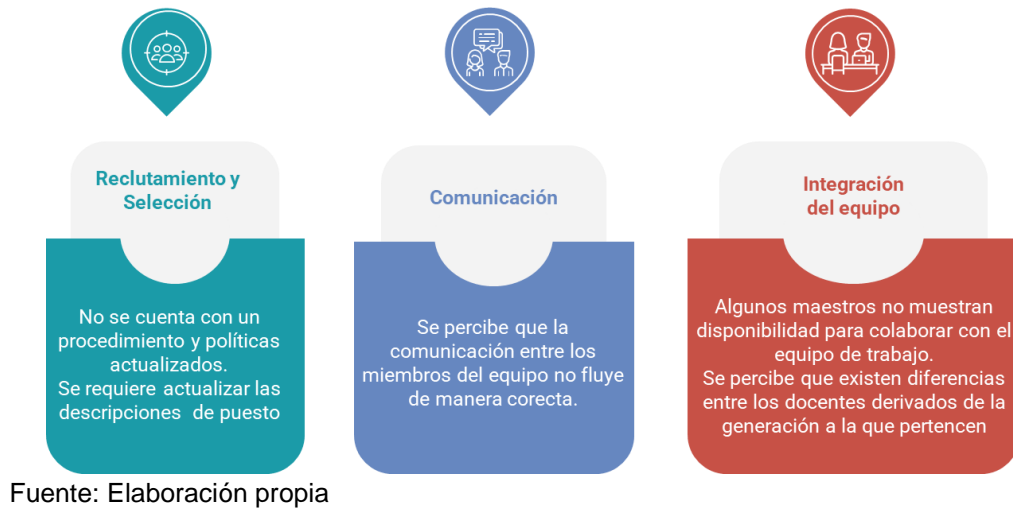 Reclutamiento y
Selección
No se cuenta con un
procedimiento y políticas
actualizados.
Se requiere actualizar las
descripciones de puesto
Comunicación
Se percibe que la
comunicación entre los
miembros del equipo no fluye
de manera corecta.
Integración
del equipo
Algunos maestros no muestran
disponibilidad para colaborar con el
equipo de trabajo.
Se percibe que existen diferencias
entre los docentes derivados de la
generación a la que pertencen
Fuente: Elaboración propia